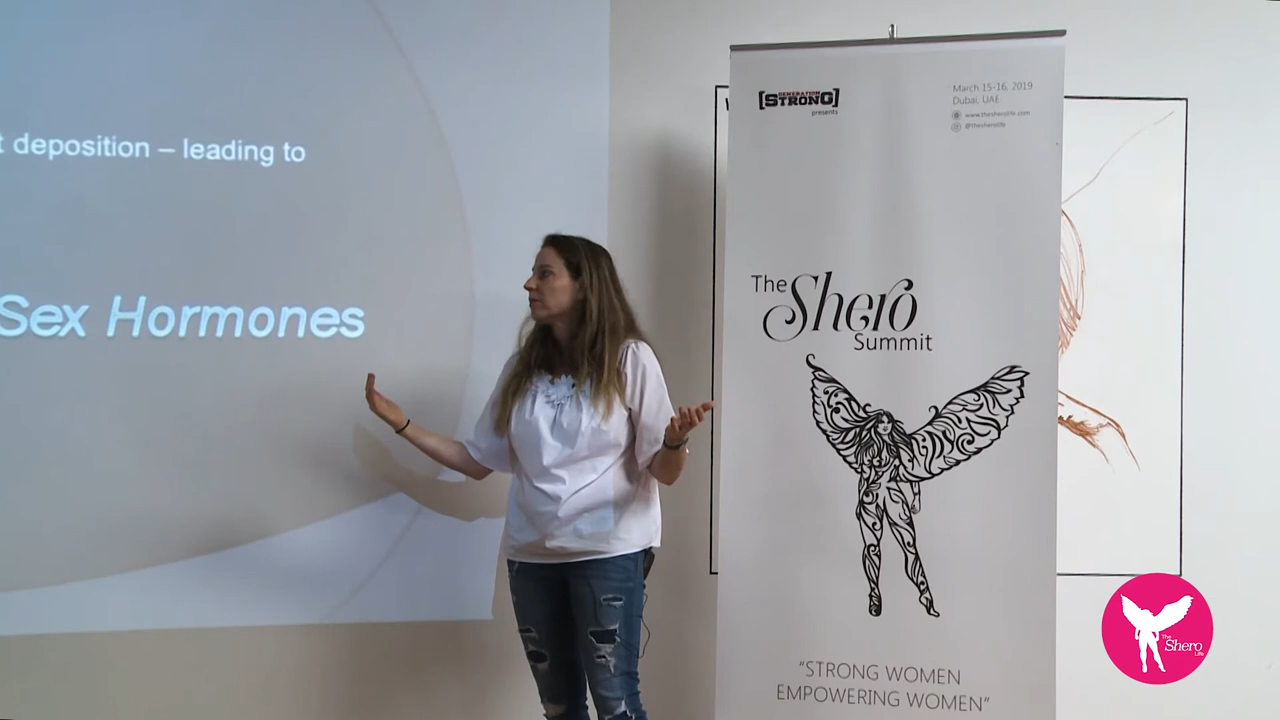 deposition – leading to
Sex Hormones
GENERATION
[STRONG]
presents
March 15-16, 2019
Dubai, UAE
www.thesherolife.com
@thesherolife
The Shero
Summit
"STRONG WOMEN
EMPOWERING WOMEN"
The
Shero
Life